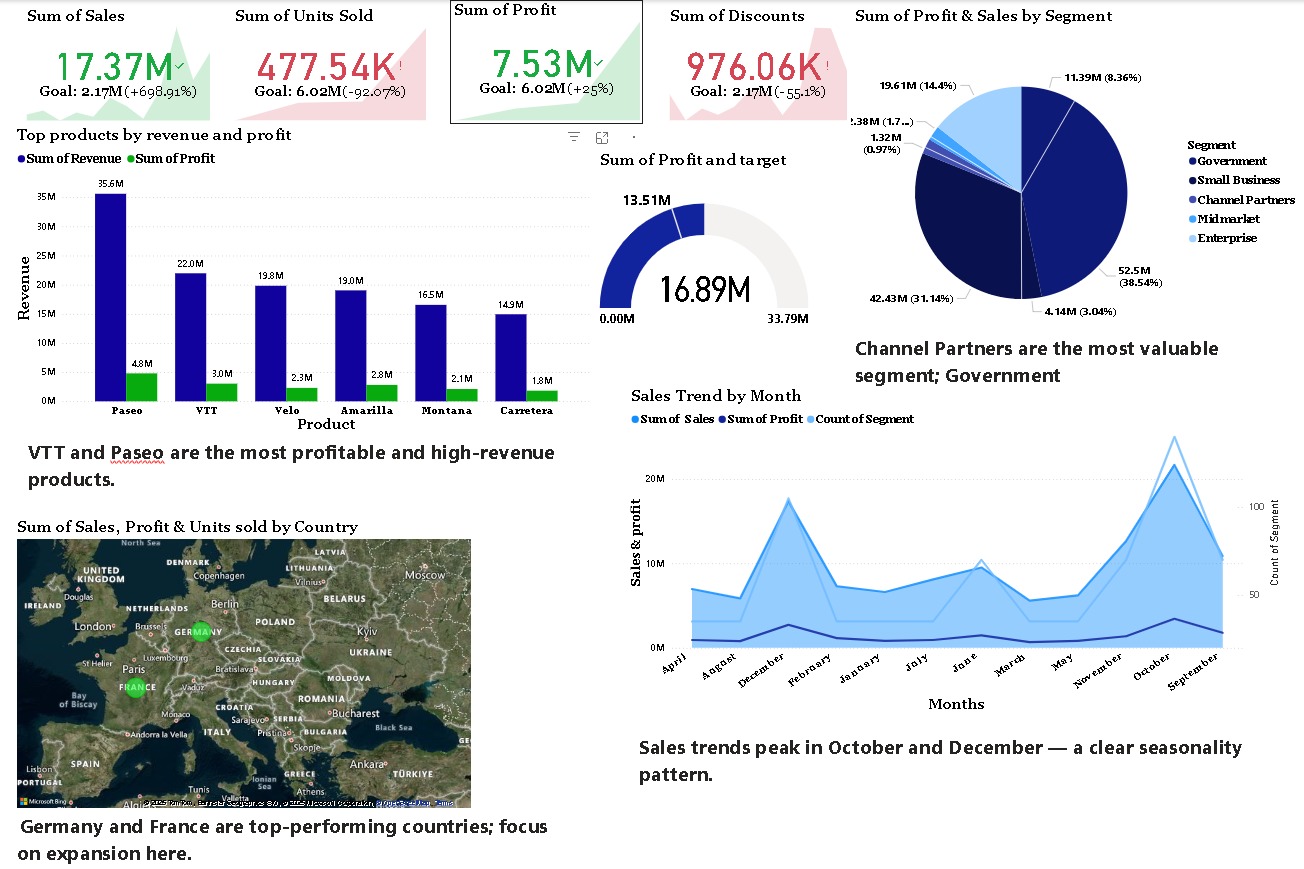 Sum of Sales
17.37M
Goal: 2.17M (+698.91%)
Sum of Units Sold
477.54K!
Goal: 6.02M (-92.07%)
Sum of Profit
7.53M
Goal: 6.02M (+25%)
Sum of Discounts
976.06K!
Goal: 2.17M (-55.1%)
Sum of Profit & Sales by Segment
11.39M (8.36%)
19.61M (14.4%)
2.38M (1.7...)
1.32M
(0.97%)
52.5M
(38.54%)
42.43M (31.14%)
4.14M (3.04%)
Segment
Government
Small Business
Channel Partners
Midmarket
Enterprise
Channel Partners are the most valuable
segment; Government
Top products by revenue and profit
Sum of Revenue Sum of Profit
Revenue
35M
30M
25M
20M
15M
10M
5M
0M
35.6M
22.0M
19.8M
19.0M
16.5M
14.9M
4.8M
3.0M
2.3M
2.8M
2.1M
1.8M
Paseo VTT Velo Amarilla Montana Carretera
Product
VTT and Paseo are the most profitable and high-revenue
products.
Sum of Profit and target
13.51M
16.89M
0.00M
33.79M
Sales Trend by Month
Sum of Sales Sum of Profit Count of Segment
Sales & profit
20M
10M
0M
Count of Segment
100
50
April August December February January July June March May November October September
Months
Sales trends peak in October and December — a clear seasonality
pattern.
Sum of Sales, Profit & Units sold by Country
North Sea
LATVIA
UNITED
KINGDOM
DENMARK
Copenhagen
LITHUANIA
Vilnius
Moscow
Douglas
IRELAND
NETHERLANDS
Berlin
BELARUS
London
Brussels
GERMANY
POLAND
Kyiv
St Helier
Luxembourg
CZECHIA
SLOVAKIA
UKRAINE
Paris
Bratislava
FRANCE
Vaduz
HUNGARY
MOLDOVA
Bay
of Biscay
ROMANIA
Monaco
CROATIA
Sarajevo
SERBIA
Bucharest
Andorra la Vella
ITALY
Pristina
BULGARIA
Black Sea
Skopje
Lisbon
SPAIN
GREECE
Ankara
TÜRKIYE
PORTUGAL
Ionian
Sea
Athens
Tunis
Valletta
Microsoft Bing
Terms
Germany and France are top-performing countries; focus
on expansion here.